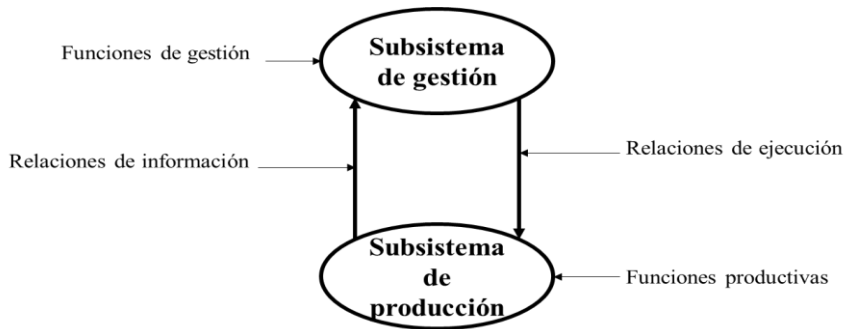 Funciones de gestión
Subsistema
de gestión
Relaciones de información
Relaciones de ejecución
Subsistema
de
producción
Funciones productivas